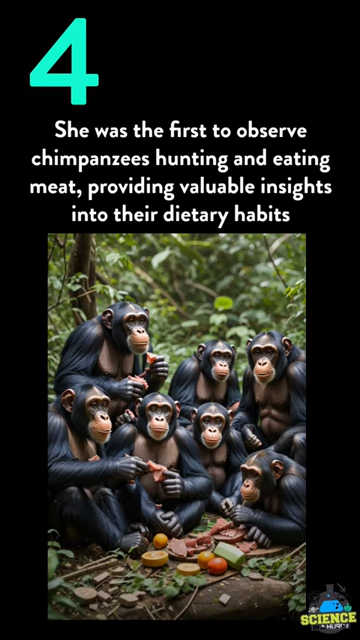 4
She was the first to observe
chimpanzees hunting and eating
meat, providing valuable insights
into their dietary habits
SCIENCE